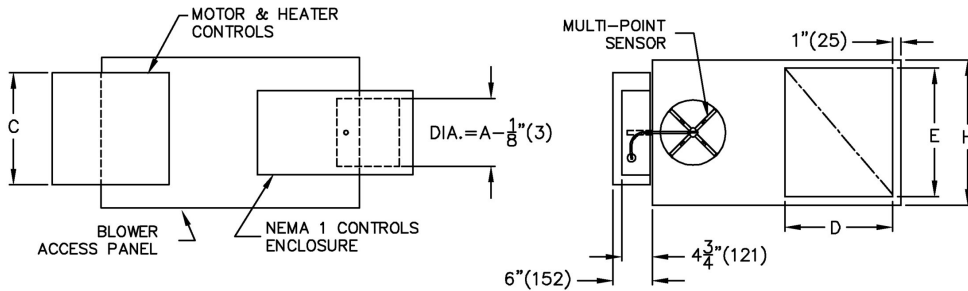 MOTOR & HEATER
CONTROLS
C
DIA.=A-1/8"(3)
BLOWER
ACCESS PANEL
NEMA 1 CONTROLS
ENCLOSURE
MULTI-POINT
SENSOR
1"(25)
E
H
D
4 3/4"(121)
6"(152)